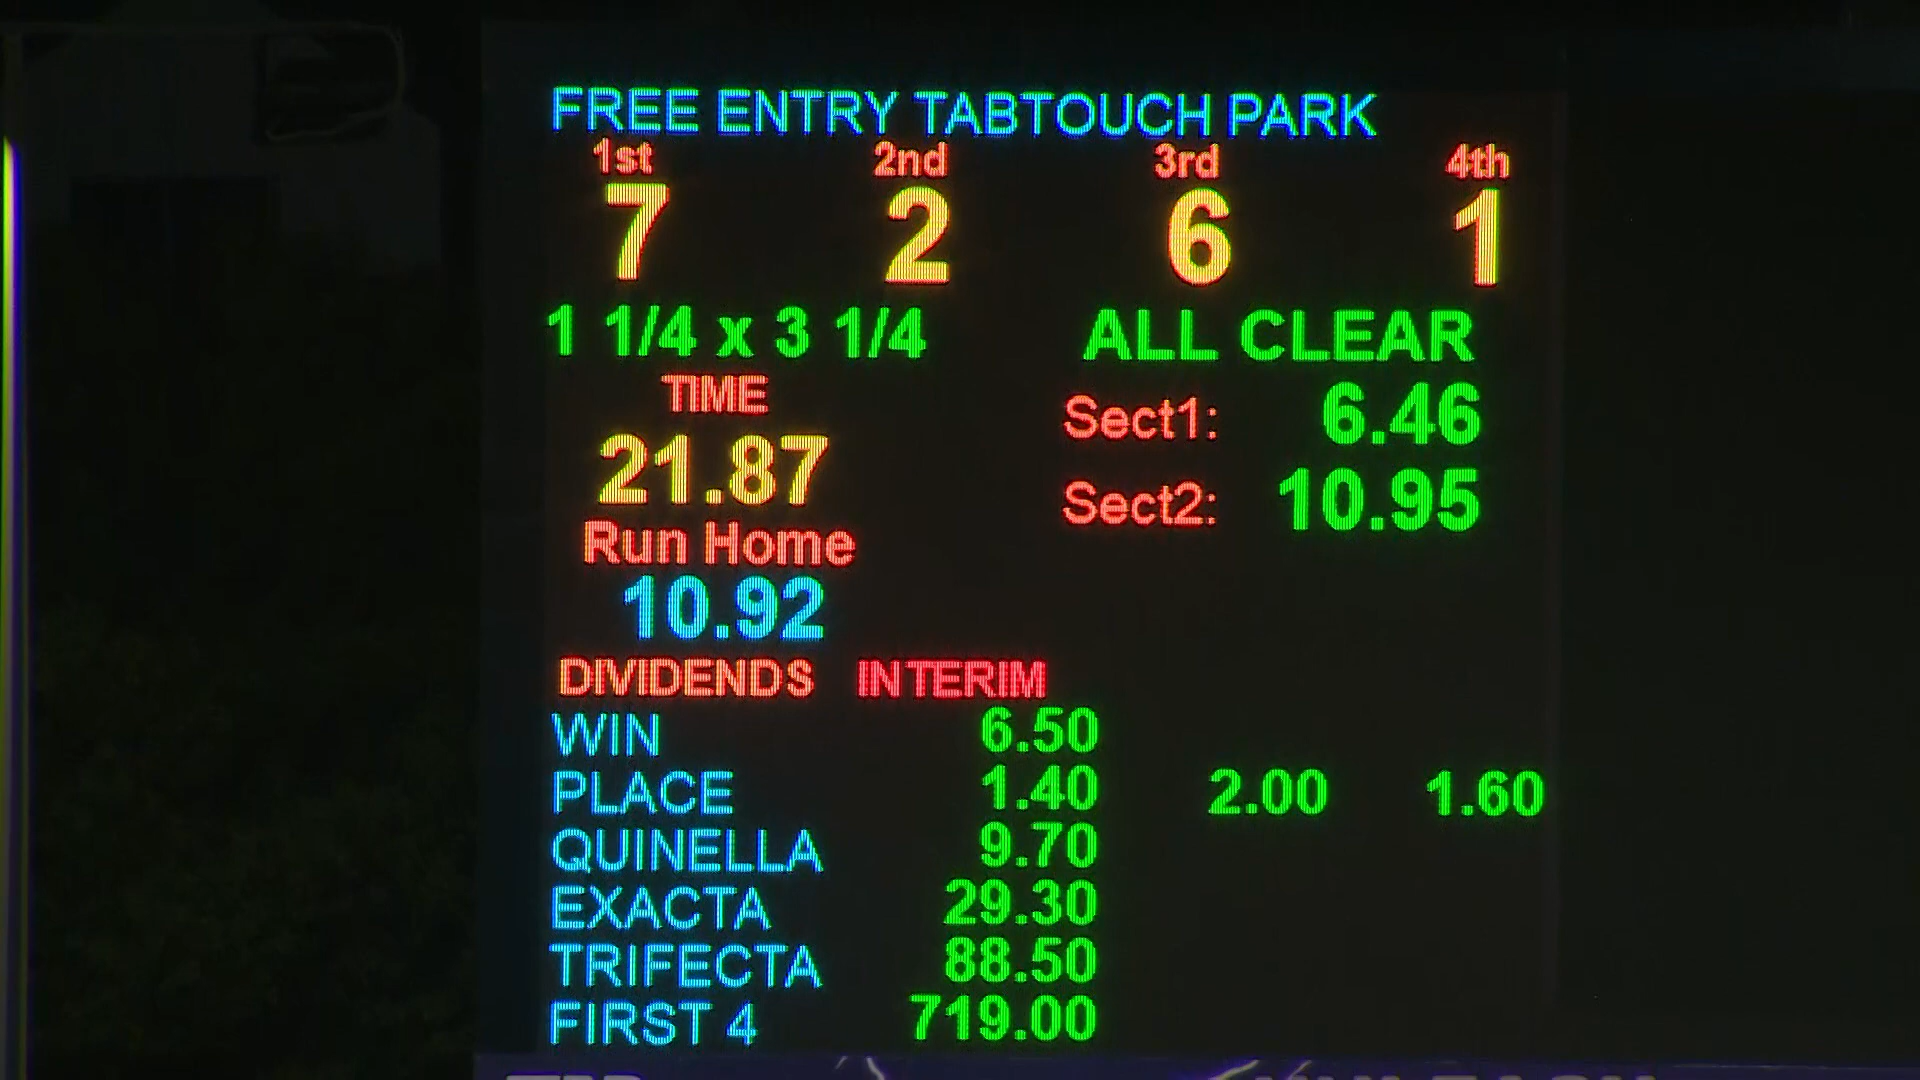 FREE ENTRY TABTOUCH PARK
1st 2nd 3rd 4th
7 2 6 1
1 1/4 x 3 1/4 ALL CLEAR
TIME
Sect1: 6.46
21.87
Sect2: 10.95
Run Home
10.92
DIVIDENDS INTERIM
WIN 6.50
PLACE 1.40 2.00 1.60
QUINELLA 9.70
EXACTA 29.30
TRIFECTA 88.50
FIRST 4 719.00